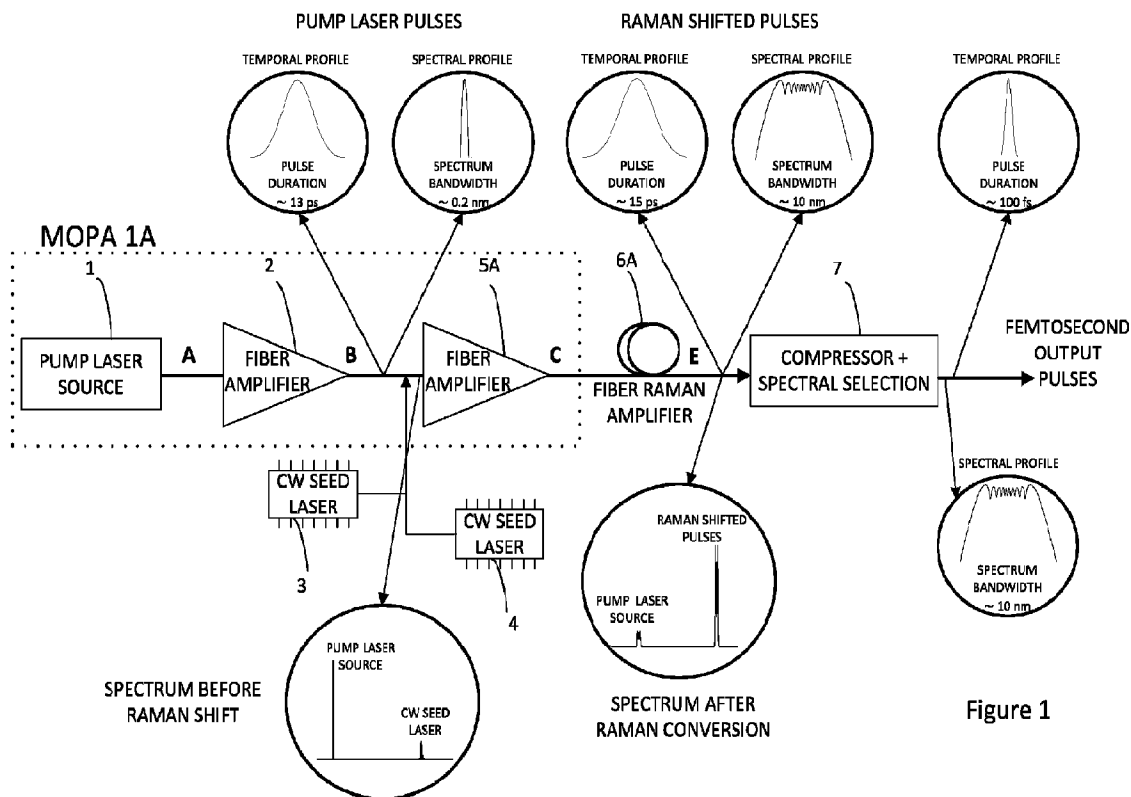 PUMP LASER PULSES
RAMAN SHIFTED PULSES
TEMPORAL PROFILE
PULSE
DURATION
~ 13 ps
SPECTRAL PROFILE
SPECTRUM
BANDWIDTH
~ 0.2 nm
TEMPORAL PROFILE
PULSE
DURATION
~ 15 ps
SPECTRAL PROFILE
SPECTRUM
BANDWIDTH
~ 10 nm
TEMPORAL PROFILE
PULSE
DURATION
~ 100 fs
MOPA 1A
1
2
5A
6A
7
PUMP LASER
SOURCE
A
FIBER
AMPLIFIER
B
FIBER
AMPLIFIER
C
E
FIBER RAMAN
AMPLIFIER
COMPRESSOR +
SPECTRAL SELECTION
FEMTOSECOND
OUTPUT
PULSES
CW SEED
LASER
3
CW SEED
LASER
4
SPECTRAL PROFILE
SPECTRUM
BANDWIDTH
~ 10 nm
RAMAN SHIFTED
PULSES
PUMP LASER
SOURCE
SPECTRUM AFTER
RAMAN CONVERSION
PUMP LASER
SOURCE
CW SEED
LASER
SPECTRUM BEFORE
RAMAN SHIFT
Figure 1